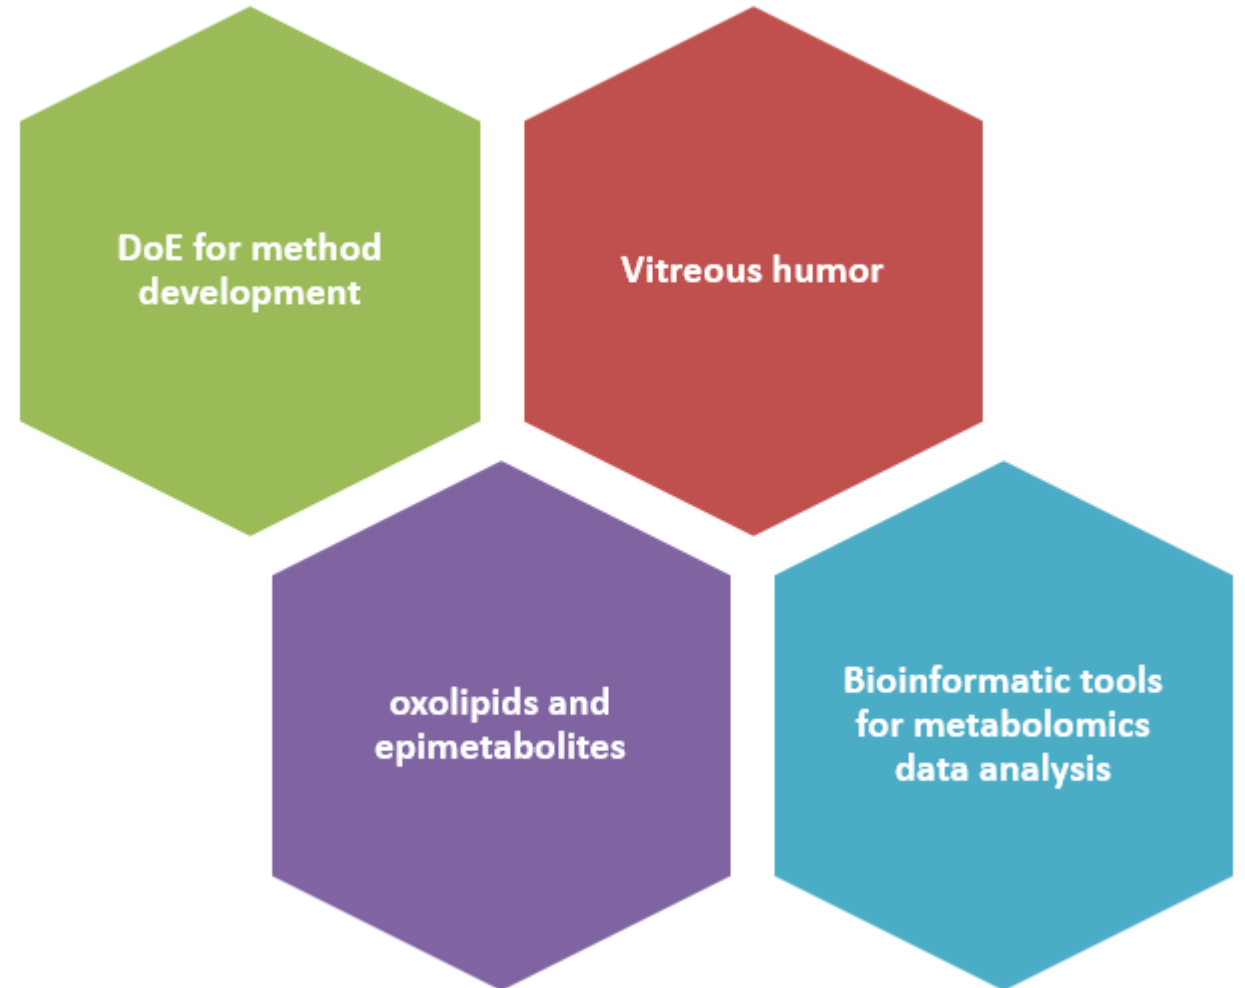 DoE for method
development
Vitreous humor
oxolipids and
epimetabolites
Bioinformatic tools
for metabolomics
data analysis